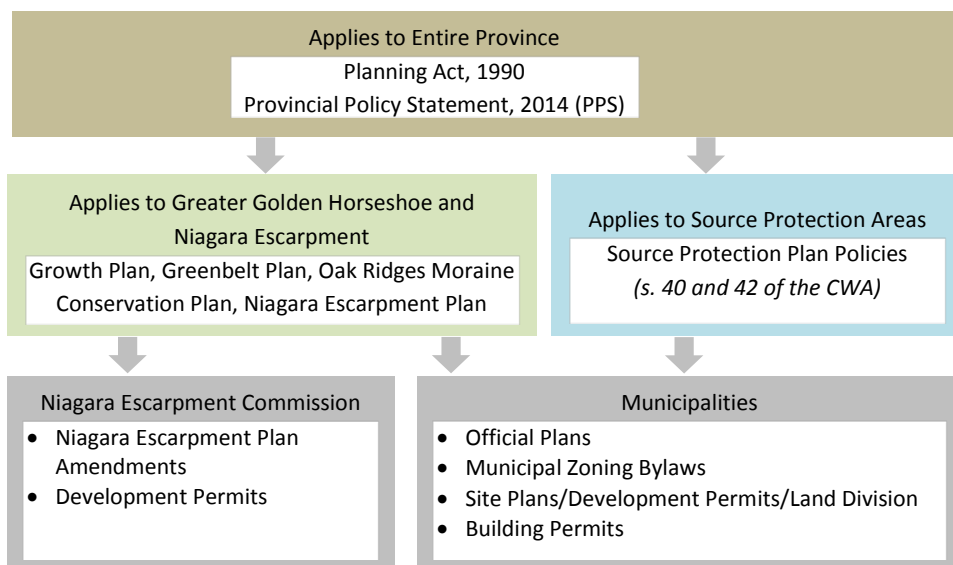 Applies to Entire Province
Planning Act, 1990
Provincial Policy Statement, 2014 (PPS)
Applies to Greater Golden Horseshoe and
Niagara Escarpment
Growth Plan, Greenbelt Plan, Oak Ridges Moraine
Conservation Plan, Niagara Escarpment Plan
Applies to Source Protection Areas
Source Protection Plan Policies
(s. 40 and 42 of the CWA)
Niagara Escarpment Commission
• Niagara Escarpment Plan
Amendments
• Development Permits
Municipalities
• Official Plans
• Municipal Zoning Bylaws
• Site Plans/Development Permits/Land Division
• Building Permits